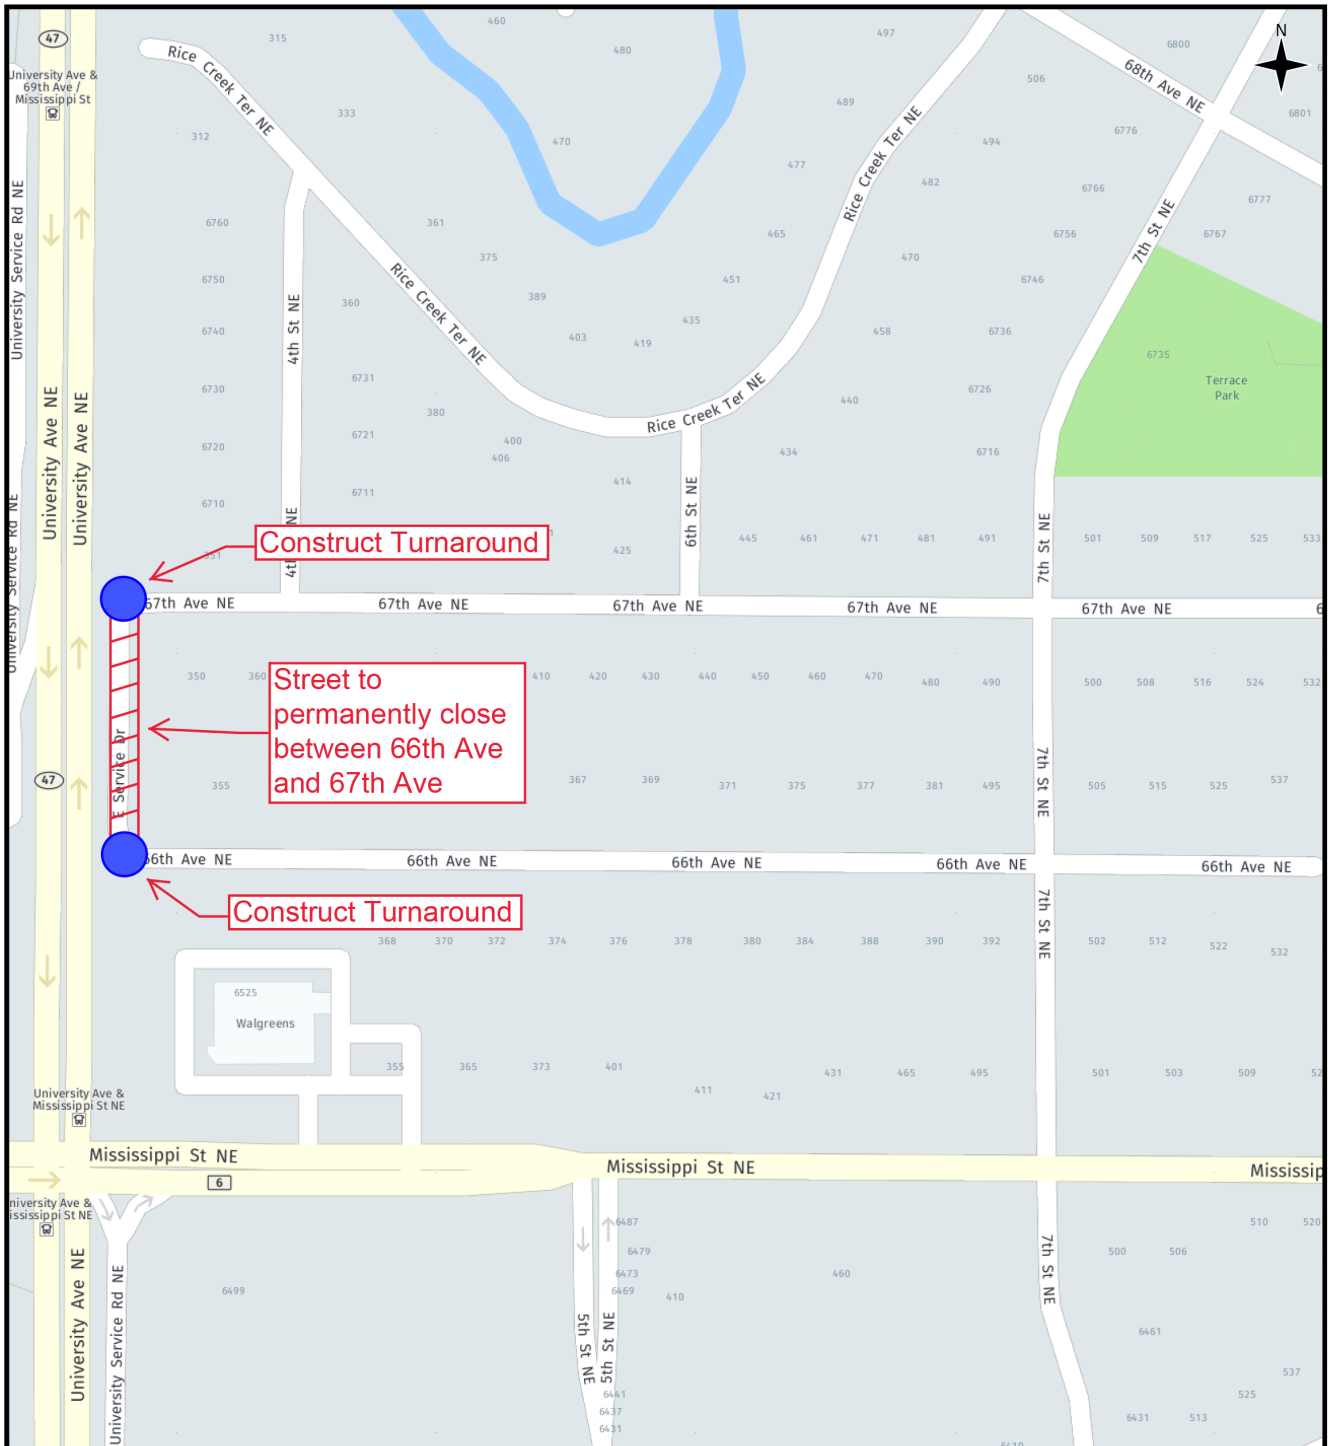 460
315
497
N
47
480
6800
Rice Creek Ter NE
University Ave &
69th Ave /
Mississippi St
68th Ave NE
506
333
489
6801
312
470
Rice Creek Ter NE
494
6776
477
482
6766
University Service Rd NE
6777
6760
361
465
6756
7th St NE
6767
375
470
6750
451
6746
389
Rice Creek Ter NE
360
4th St NE
435
6740
403
419
458
6736
6735
6731
Terrace
Park
6730
380
Rice Creek Ter NE
440
6726
University Ave NE
University Ave NE
6721
400
6720
406
434
6716
414
6711
6710
6th St NE
University Service Rd NE
Construct Turnaround
425
445
461
471
481
491
7th St NE
501
509
517
525
533
67th Ave NE
67th Ave NE
67th Ave NE
67th Ave NE
67th Ave NE
350
360
Street to
permanently close
between 66th Ave
and 67th Ave
410
420
430
440
450
460
470
480
490
500
508
516
524
532
47
E Service Dr
355
367
369
371
375
377
381
495
7th St NE
505
515
525
537
66th Ave NE
66th Ave NE
66th Ave NE
66th Ave NE
66th Ave NE
Construct Turnaround
7th St NE
368
370
372
374
376
378
380
384
388
390
392
502
512
522
532
6525
Walgreens
355
365
373
401
411
421
431
465
495
501
503
509
University Ave &
Mississippi St NE
Mississippi St NE
Mississippi St NE
Mississip
6
niversity Ave &
ississippi St NE
6487
510
520
6479
500
506
6473
460
6469
410
6499
University Ave NE
University Service Rd NE
5th St NE
5th St NE
7th St NE
6461
537
6441
525
6437
6431
6431
513